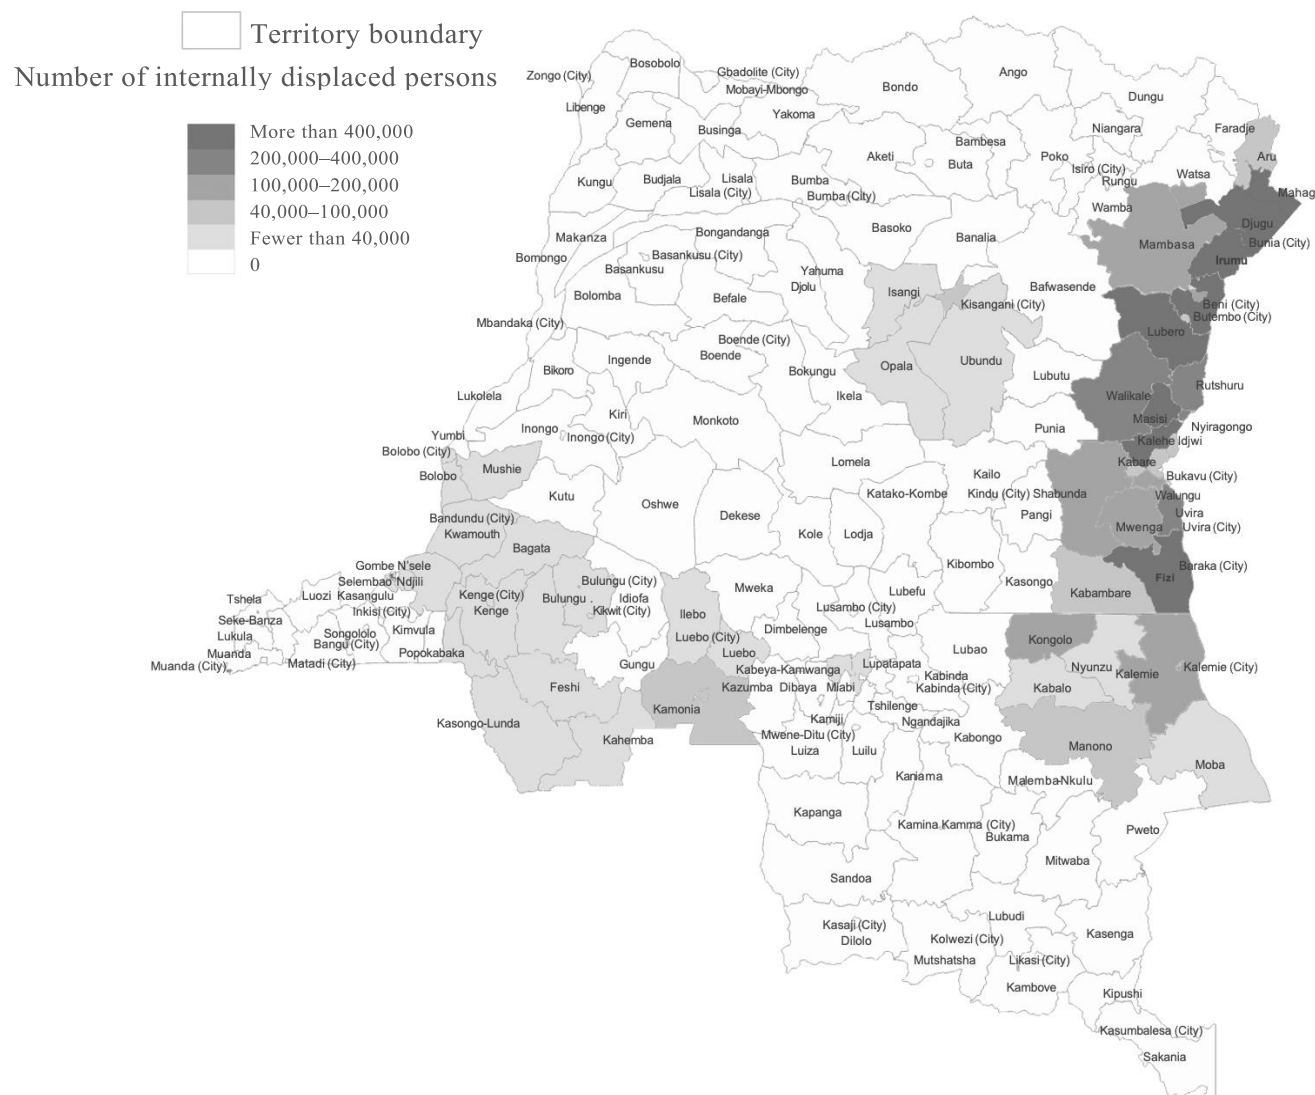 Territory boundary
Number of internally displaced persons
More than 400,000
200,000–400,000
100,000–200,000
40,000–100,000
Fewer than 40,000
0
Zongo (City)
Bosobolo
Gbadolite (City)
Mobayi-Mbongo
Bondo
Ango
Dungu
Libenge
Gemena
Businga
Yakoma
Niangara
Faradje
Bambesa
Aketi
Buta
Poko
Isiro (City)
Rungu
Watsa
Aru
Kungu
Budjala
Lisala
Lisala (City)
Bumba
Bumba (City)
Wamba
Mahag
Makanza
Bongandanga
Basoko
Banalia
Mambasa
Djugu
Bunia (City)
Bomongo
Basankusu (City)
Basankusu
Yahuma
Djolu
Irumu
Bolomba
Befale
Isangi
Kisangani (City)
Bafwasende
Beni (City)
Butembo (City)
Mbandaka (City)
Boende (City)
Boende
Lubero
Ingende
Bikoro
Bokungu
Opala
Ubundu
Lubutu
Rutshuru
Lukolela
Ikela
Walikale
Kiri
Monkoto
Masisi
Yumbi
Inongo
Inongo (City)
Punia
Nyiragongo
Kalehe Idjwi
Bolobo (City)
Bolobo
Mushie
Lomela
Kabare
Kailo
Bukavu (City)
Kutu
Oshwe
Katako-Kombe
Kindu (City) Shabunda
Walungu
Bandundu (City)
Kwamouth
Dekese
Pangi
Uvira
Mwenga
Uvira (City)
Kole
Lodja
Bagata
Gombe N'sele
Kibombo
Baraka (City)
Selembao Ndjili
Bulungu (City)
Kasongo
Fizi
Tshela
Luozi
Kasangulu
Kenge (City)
Bulungu
Idiofa
Mweka
Lubefu
Kabambare
Inkisi (City)
Kenge
Kikwit (City)
Ilebo
Lusambo (City)
Seke-Banza
Lusambo
Lukula
Songololo
Bangu (City)
Kimvula
Luebo (City)
Dimbelenge
Kongolo
Muanda
Popokabaka
Luebo
Lubao
Muanda (City)
Matadi (City)
Gungu
Kabeya-Kamwanga
Lupatapata
Nyunzu
Kalemie
Kalemie (City)
Kabinda
Feshi
Kazumba
Dibaya
Miabi
Kabinda (City)
Kabalo
Kamonia
Tshilenge
Kasongo-Lunda
Kamiji
Ngandajika
Kahemba
Mwene-Ditu (City)
Kabongo
Luiza
Luilu
Manono
Moba
Kaniama
Malemba-Nkulu
Kapanga
Kamina Kamma (City)
Bukama
Pweto
Mitwaba
Sandoa
Lubudi
Kasaji (City)
Dilolo
Kolwezi (City)
Kasenga
Mutshatsha
Likasi (City)
Kambove
Kipushi
Kasumbalesa (City)
Sakania